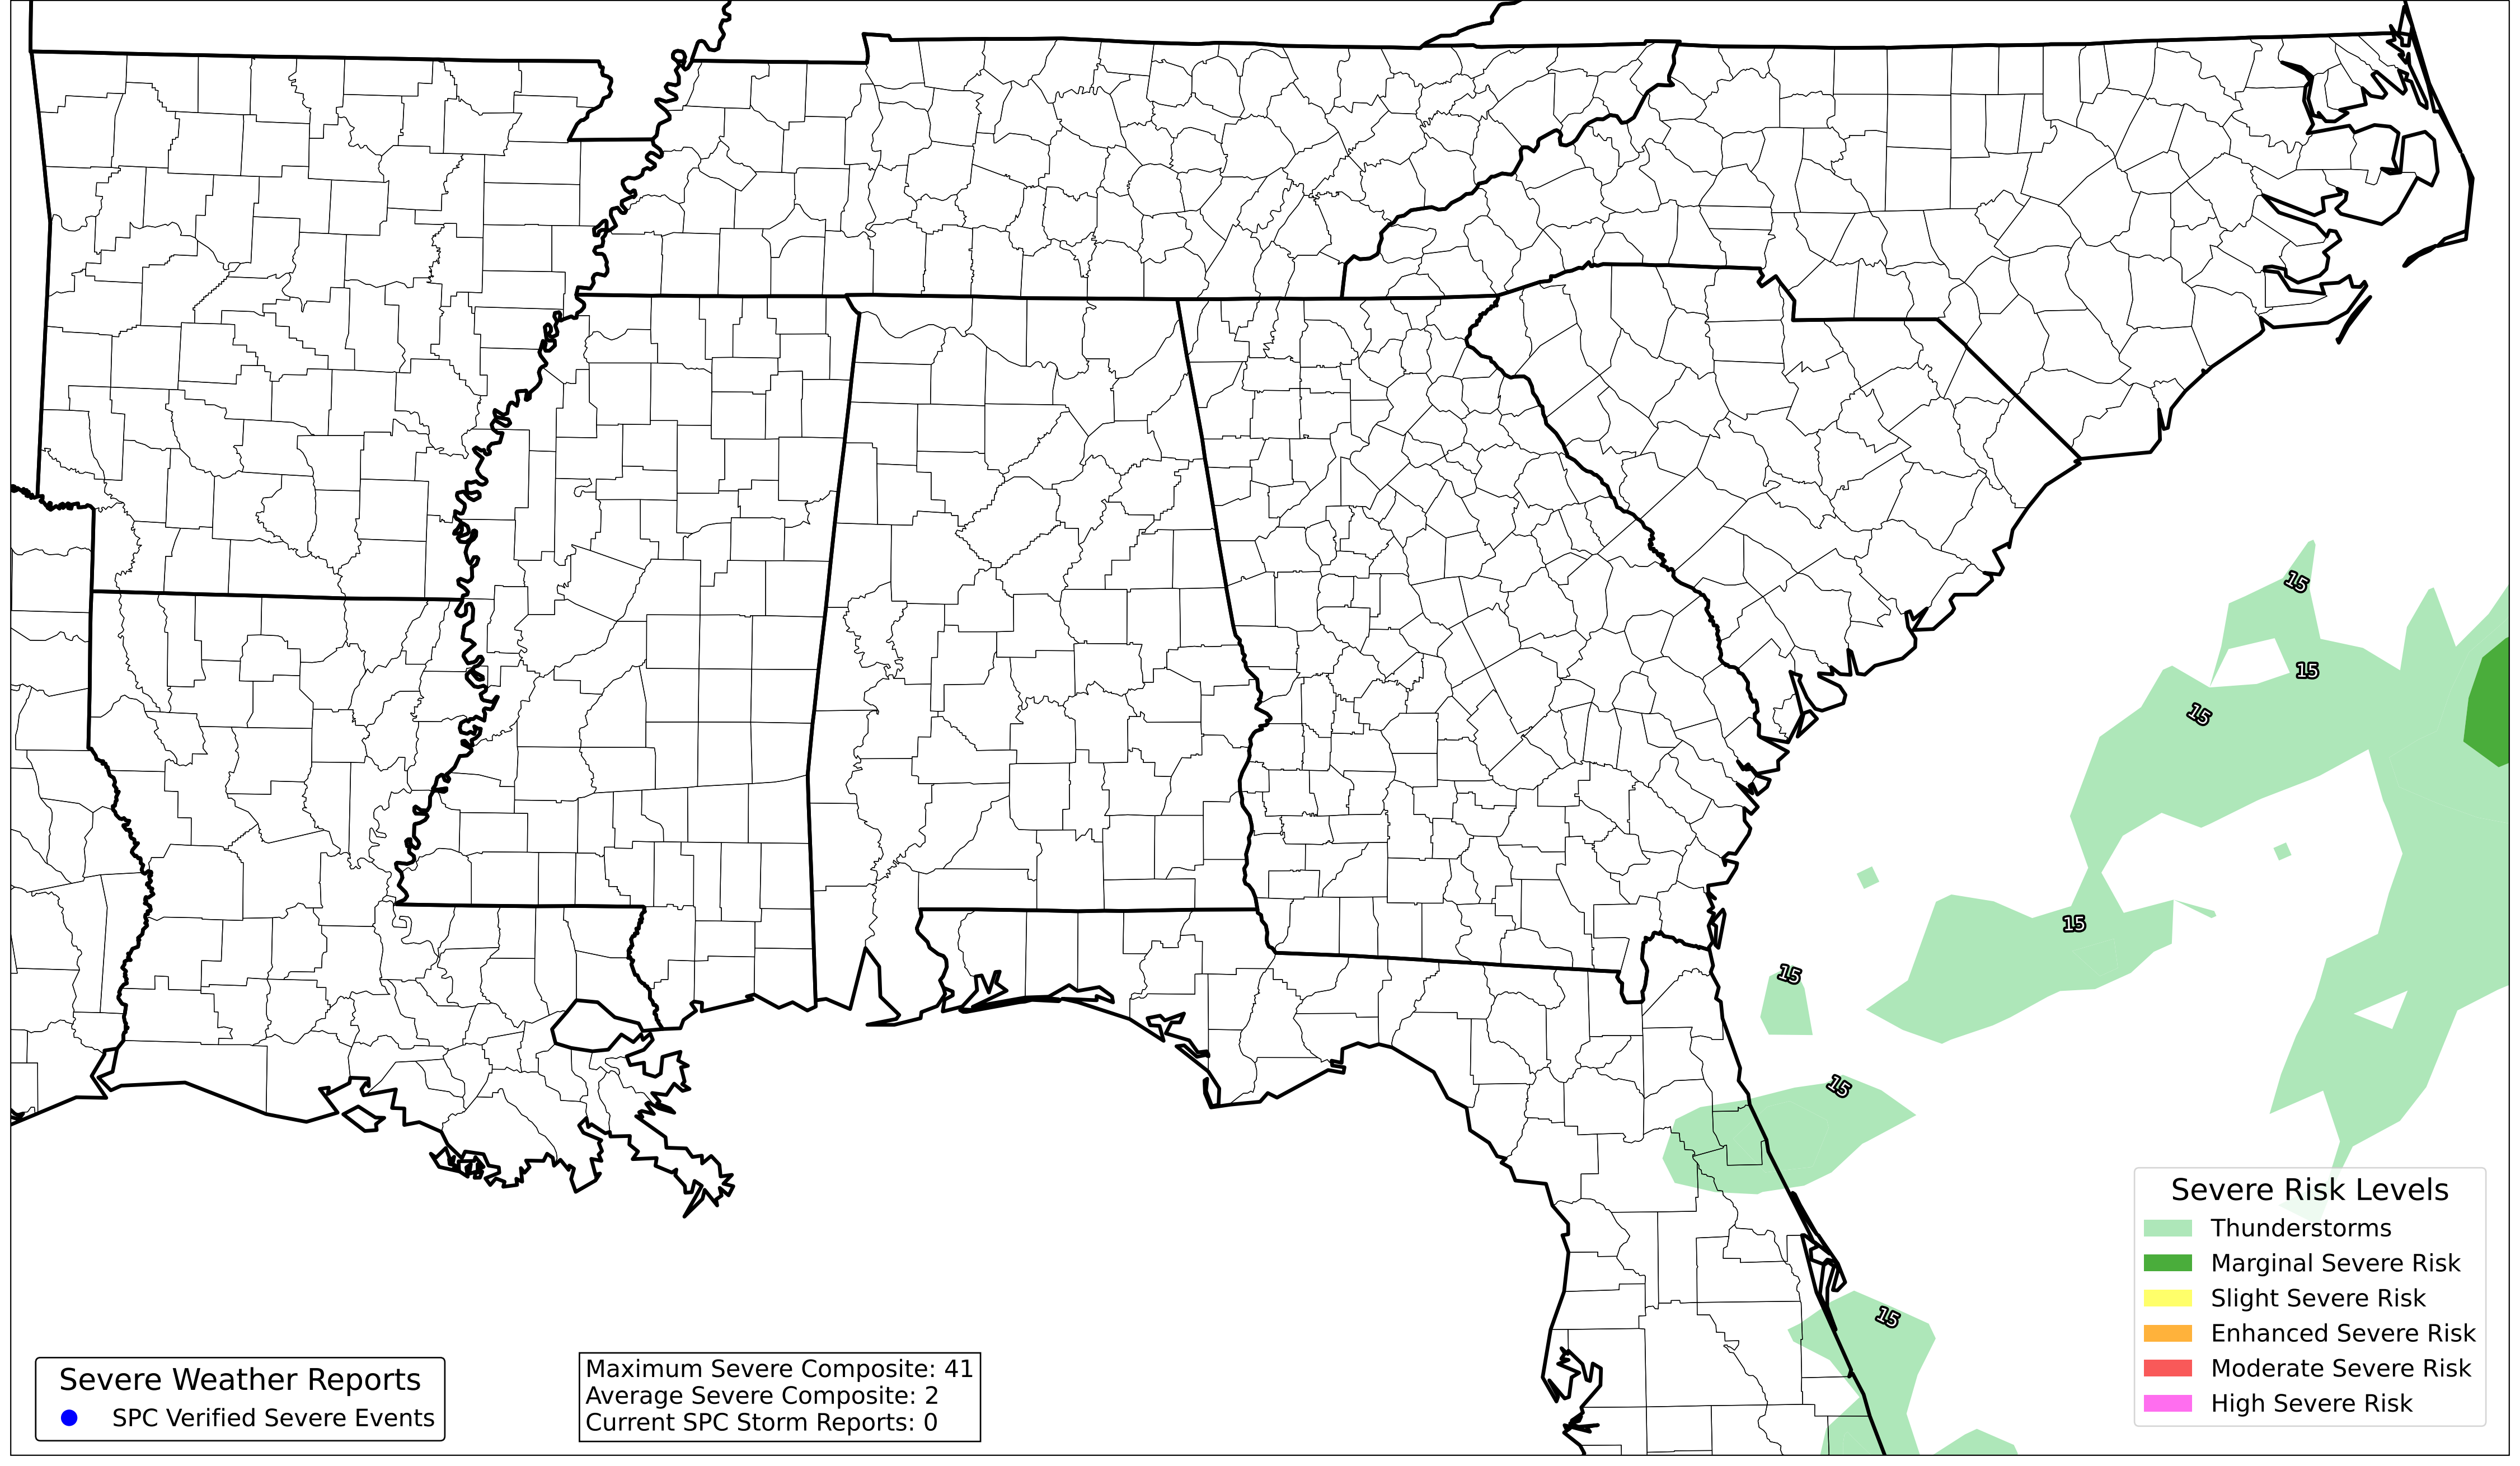 15
15
15
15
15
15
15
Severe Risk Levels
Thunderstorms
Marginal Severe Risk
Slight Severe Risk
Enhanced Severe Risk
Moderate Severe Risk
High Severe Risk
Severe Weather Reports
SPC Verified Severe Events
Maximum Severe Composite: 41
Average Severe Composite: 2
Current SPC Storm Reports: 0